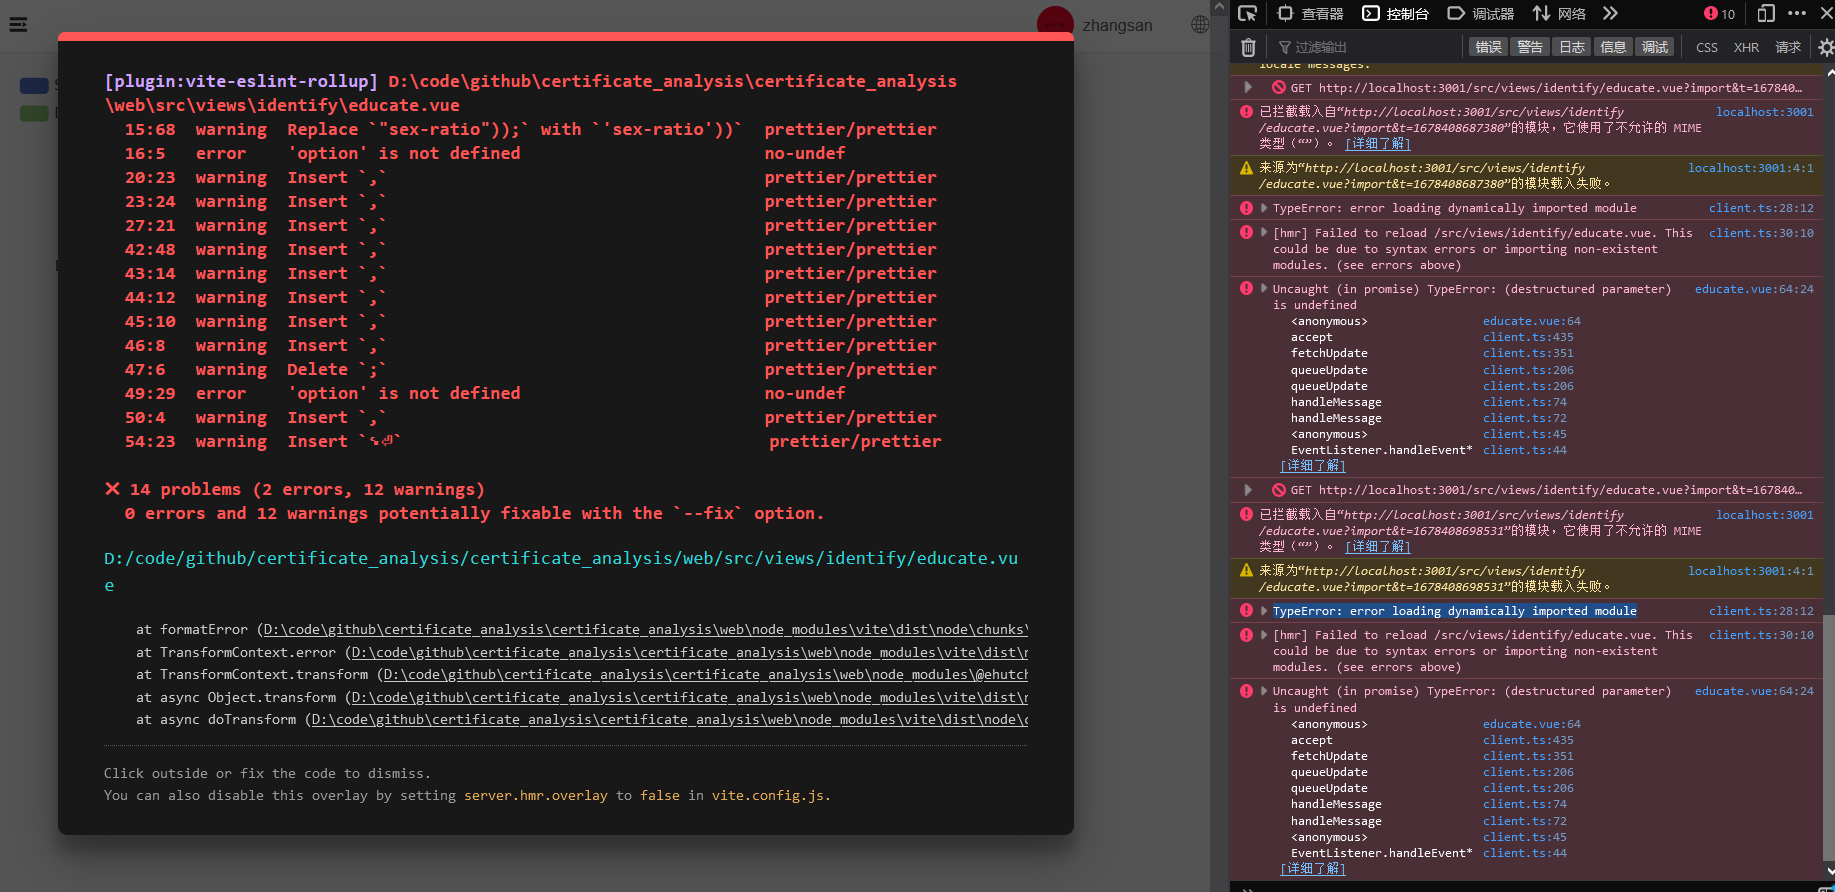 zhangsan
[plugin:vite-eslint-rollup] D:\code\github\certificate_analysis\certificate_analysis
\web\src\views\identify\educate.vue
15:68 warning Replace `"sex-ratio"));` with `'sex-ratio'))` prettier/prettier
16:5 error 'option' is not defined no-undef
20:23 warning Insert `,` prettier/prettier
23:24 warning Insert `,` prettier/prettier
27:21 warning Insert `,` prettier/prettier
42:48 warning Insert `,` prettier/prettier
43:14 warning Insert `,` prettier/prettier
44:12 warning Insert `,` prettier/prettier
45:10 warning Insert `,` prettier/prettier
46:8 warning Insert `,` prettier/prettier
47:6 warning Delete `;` prettier/prettier
49:29 error 'option' is not defined no-undef
50:4 warning Insert `,` prettier/prettier
54:23 warning Insert `␍⏎` prettier/prettier
✕ 14 problems (2 errors, 12 warnings)
0 errors and 12 warnings potentially fixable with the `--fix` option.
D:/code/github/certificate_analysis/certificate_analysis/web/src/views/identify/educate.vu
e
at formatError (D:\code\github\certificate_analysis\certificate_analysis\web\node_modules\vite\dist\node\chunks\
at TransformContext.error (D:\code\github\certificate_analysis\certificate_analysis\web\node_modules\vite\dist\
at TransformContext.transform (D:\code\github\certificate_analysis\certificate_analysis\web\node_modules\@ehutch
at async Object.transform (D:\code\github\certificate_analysis\certificate_analysis\web\node_modules\vite\dist\
at async doTransform (D:\code\github\certificate_analysis\certificate_analysis\web\node_modules\vite\dist\node\
Click outside or fix the code to dismiss.
You can also disable this overlay by setting server.hmr.overlay to false in vite.config.js.
查看器 控制台 调试器 网络 10
过滤输出 错误 警告 日志 信息 调试 CSS XHR 请求
locale messages.
GET http://localhost:3001/src/views/identify/educate.vue?import&t=167840…
已拦截载入自“http://localhost:3001/src/views/identify localhost:3001
/educate.vue?import&t=1678408687380”的模块，它使用了不允许的 MIME
类型（“”）。 [详细了解]
来源为“http://localhost:3001/src/views/identify localhost:3001:4:1
/educate.vue?import&t=1678408687380”的模块载入失败。
TypeError: error loading dynamically imported module client.ts:28:12
[hmr] Failed to reload /src/views/identify/educate.vue. This client.ts:30:10
could be due to syntax errors or importing non-existent
modules. (see errors above)
Uncaught (in promise) TypeError: (destructured parameter) educate.vue:64:24
is undefined
<anonymous> educate.vue:64
accept client.ts:435
fetchUpdate client.ts:351
queueUpdate client.ts:206
queueUpdate client.ts:206
handleMessage client.ts:74
handleMessage client.ts:72
<anonymous> client.ts:45
EventListener.handleEvent* client.ts:44
[详细了解]
GET http://localhost:3001/src/views/identify/educate.vue?import&t=167840…
已拦截载入自“http://localhost:3001/src/views/identify localhost:3001
/educate.vue?import&t=1678408698531”的模块，它使用了不允许的 MIME
类型（“”）。 [详细了解]
来源为“http://localhost:3001/src/views/identify localhost:3001:4:1
/educate.vue?import&t=1678408698531”的模块载入失败。
TypeError: error loading dynamically imported module client.ts:28:12
[hmr] Failed to reload /src/views/identify/educate.vue. This client.ts:30:10
could be due to syntax errors or importing non-existent
modules. (see errors above)
Uncaught (in promise) TypeError: (destructured parameter) educate.vue:64:24
is undefined
<anonymous> educate.vue:64
accept client.ts:435
fetchUpdate client.ts:351
queueUpdate client.ts:206
queueUpdate client.ts:206
handleMessage client.ts:74
handleMessage client.ts:72
<anonymous> client.ts:45
EventListener.handleEvent* client.ts:44
[详细了解]